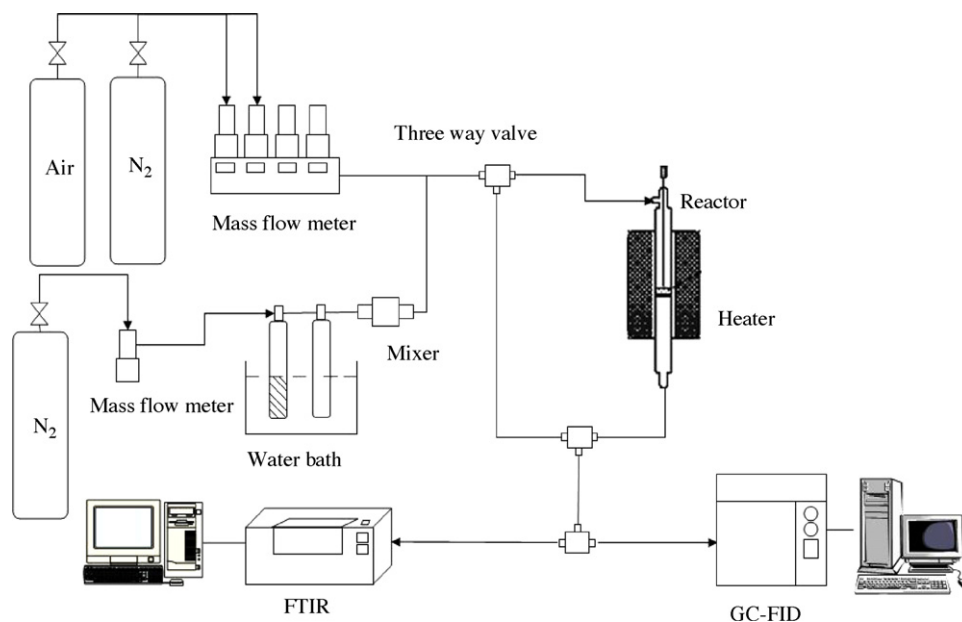 Three way valve
Air
N2
Reactor
Mass flow meter
Heater
Mixer
Mass flow meter
N2
Water bath
FTIR
GC-FID